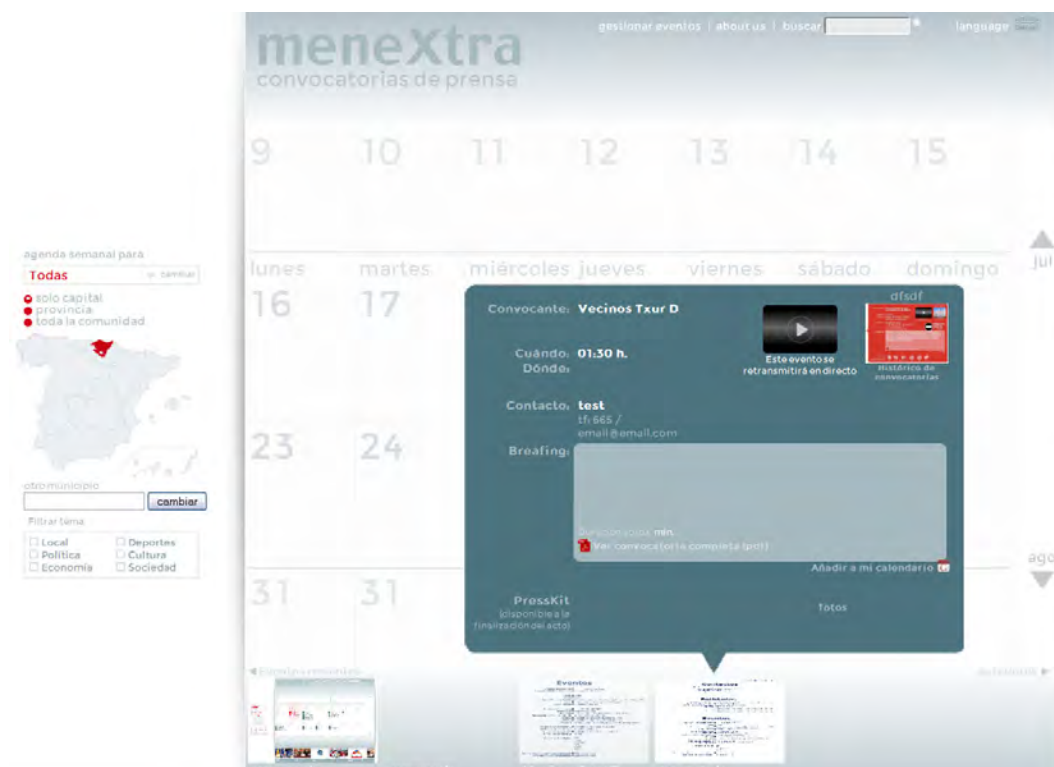 meneXtra
convocatorias de prensa
gestionar eventos | about us | buscar
language
9 10 11 12 13 14 15
jul
lunes martes miércoles jueves viernes sábado domingo
16 17
23 24
31 31
ago
agenda semanal para
Todas
cambiar
solo capital
provincia
toda la comunidad
otro municipio
cambiar
Filtrar tema
Local Deportes
Política Cultura
Economía Sociedad
dfsdf
Convocante: Vecinos Txur D
Cuándo: 01:30 h.
Dónde:
Este evento se
retransmitirá en directo
Histórico de
convocatorias
Contacto: test
tf: 665 /
email@email.com
Breafing:
min.
Ver convocatoria completa (pdf)
Añadir a mi calendario
PressKit
(disponible a la
finalización del acto)
fotos
Eventos